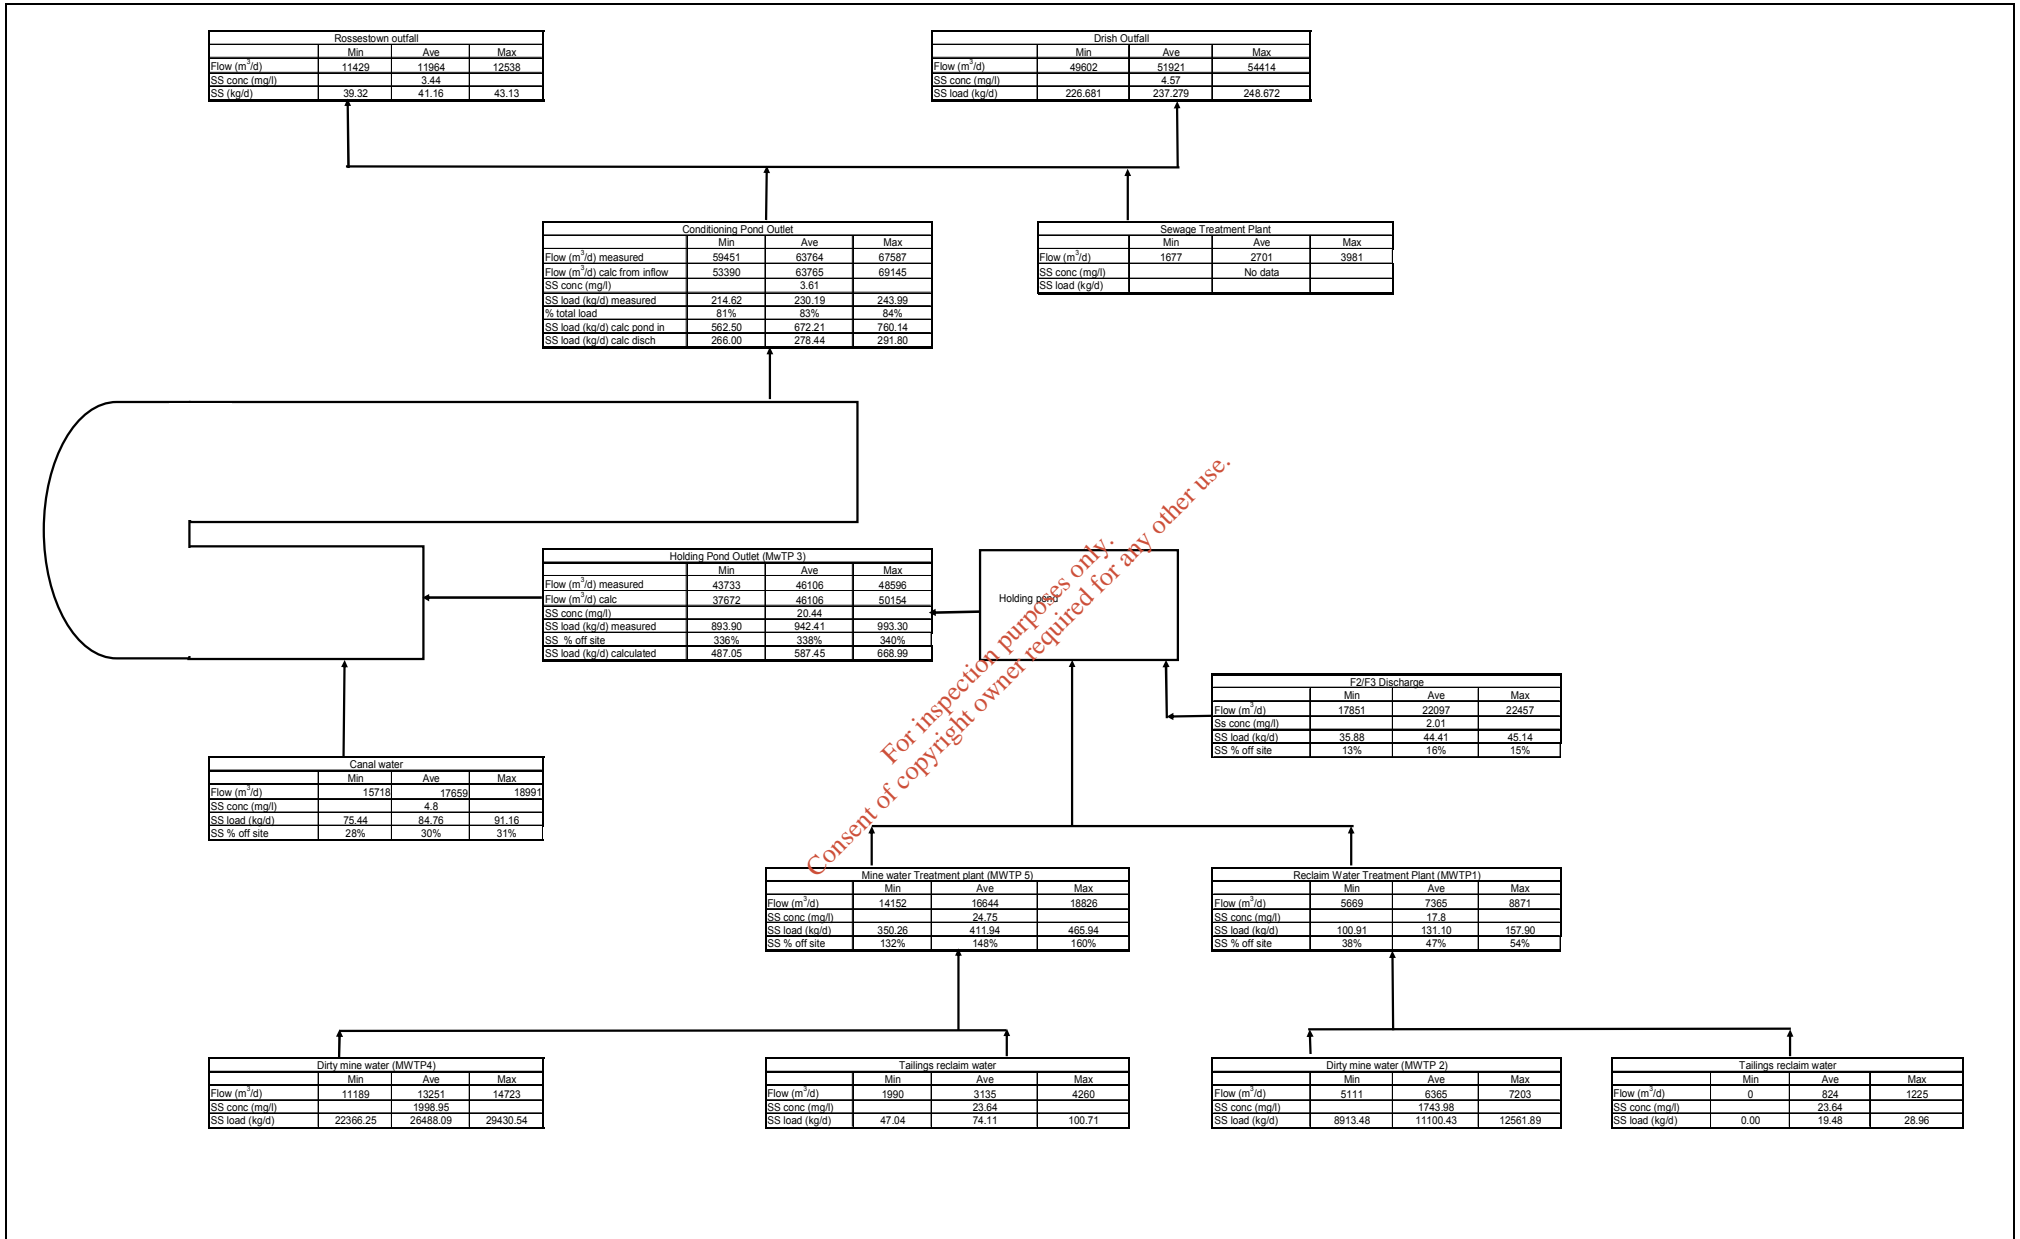 Rossestown outfall
Min Ave Max
Flow (m³/d) 11429 11964 12538
SS conc (mg/l) 3.44
SS (kg/d) 39.32 41.16 43.13
Drish Outfall
Min Ave Max
Flow (m³/d) 49602 51921 54414
SS conc (mg/l) 4.57
SS load (kg/d) 226.681 237.279 248.672
Conditioning Pond Outlet
Min Ave Max
Flow (m³/d) measured 59451 63764 67587
Flow (m³/d) calc from inflow 53390 63765 69145
SS conc (mg/l) 3.61
SS load (kg/d) measured 214.62 230.19 243.99
% total load 81% 83% 84%
SS load (kg/d) calc pond in 562.50 672.21 760.14
SS load (kg/d) calc disch 266.00 278.44 291.80
Sewage Treatment Plant
Min Ave Max
Flow (m³/d) 1677 2701 3981
SS conc (mg/l) No data
SS load (kg/d)
Holding Pond Outlet (MwTP 3)
Min Ave Max
Flow (m³/d) measured 43733 46106 48596
Flow (m³/d) calc 37672 46106 50154
SS conc (mg/l) 20.44
SS load (kg/d) measured 893.90 942.41 993.30
SS % off site 336% 338% 340%
SS load (kg/d) calculated 487.05 587.45 668.99
Holding pond
For inspection purposes only.
Consent of copyright owner required for any other use.
F2/F3 Discharge
Min Ave Max
Flow (m³/d) 17851 22097 22457
Ss conc (mg/l) 2.01
SS load (kg/d) 35.88 44.41 45.14
SS % off site 13% 16% 15%
Canal water
Min Ave Max
Flow (m³/d) 15718 17659 18991
SS conc (mg/l) 4.8
SS load (kg/d) 75.44 84.76 91.16
SS % off site 28% 30% 31%
Mine water Treatment plant (MWTP 5)
Min Ave Max
Flow (m³/d) 14152 16644 18826
SS conc (mg/l) 24.75
SS load (kg/d) 350.26 411.94 465.94
SS % off site 132% 148% 160%
Reclaim Water Treatment Plant (MWTP1)
Min Ave Max
Flow (m³/d) 5669 7365 8871
SS conc (mg/l) 17.8
SS load (kg/d) 100.91 131.10 157.90
SS % off site 38% 47% 54%
Dirty mine water (MWTP4)
Min Ave Max
Flow (m³/d) 11189 13251 14723
SS conc (mg/l) 1998.95
SS load (kg/d) 22366.25 26488.09 29430.54
Tailings reclaim water
Min Ave Max
Flow (m³/d) 1990 3135 4260
SS conc (mg/l) 23.64
SS load (kg/d) 47.04 74.11 100.71
Dirty mine water (MWTP 2)
Min Ave Max
Flow (m³/d) 5111 6365 7203
SS conc (mg/l) 1743.98
SS load (kg/d) 8913.48 11100.43 12561.89
Tailings reclaim water
Min Ave Max
Flow (m³/d) 0 824 1225
SS conc (mg/l) 23.64
SS load (kg/d) 0.00 19.48 28.96